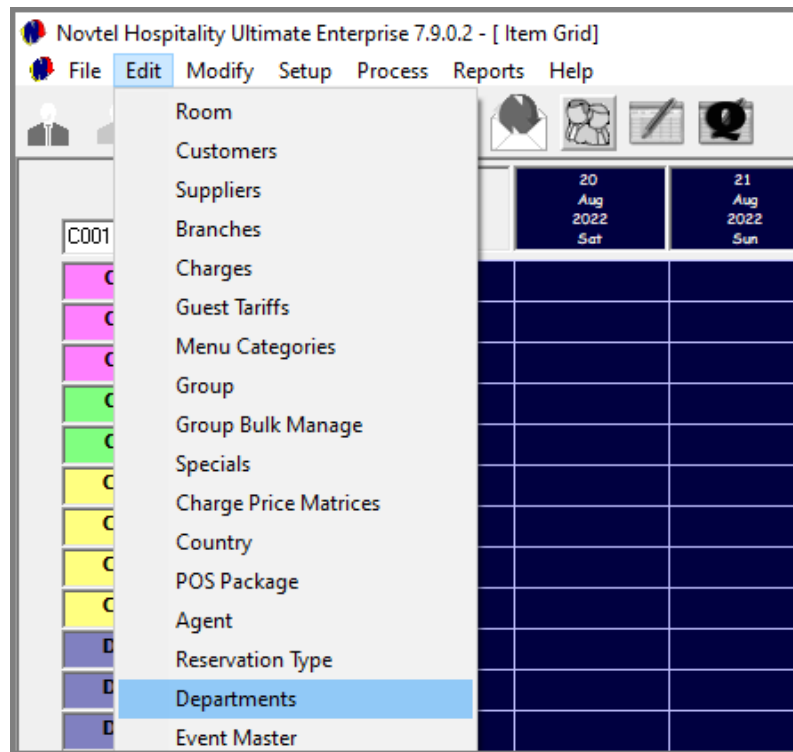 Novtel Hospitality Ultimate Enterprise 7.9.0.2 - [ Item Grid]
File Edit Modify Setup Process Reports Help
Room
Customers
Suppliers
Branches
Charges
Guest Tariffs
Menu Categories
Group
Group Bulk Manage
Specials
Charge Price Matrices
Country
POS Package
Agent
Reservation Type
Departments
Event Master
Q
20
Aug
2022
Sat
21
Aug
2022
Sun
C001
C
C
C
C
C
C
C
C
C
D
D
D